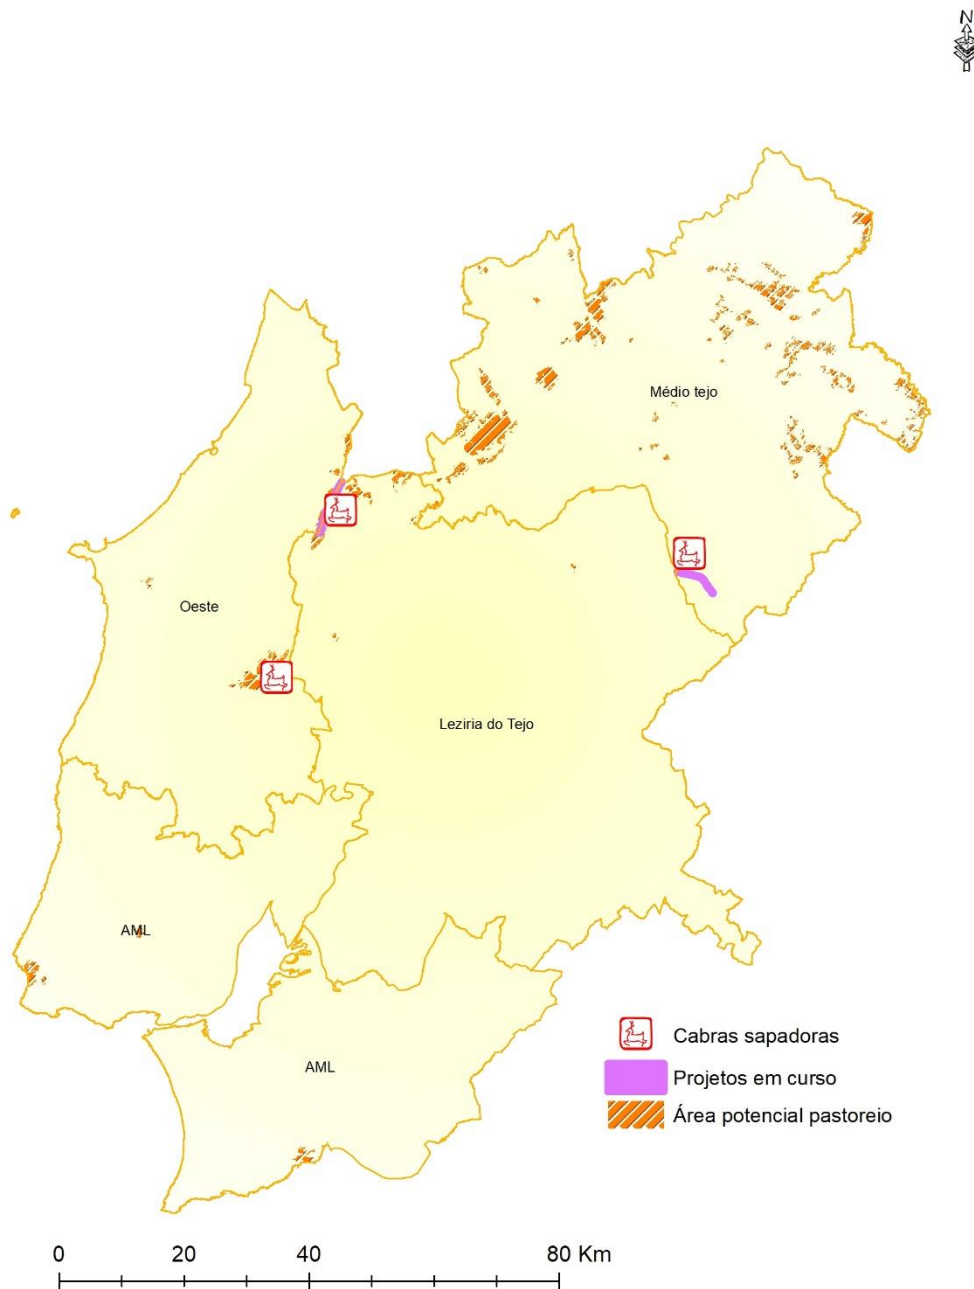 N
Médio tejo
Oeste
Leziria do Tejo
AML
AML
Cabras sapadoras
Projetos em curso
Área potencial pastoreio
0 20 40 80 Km